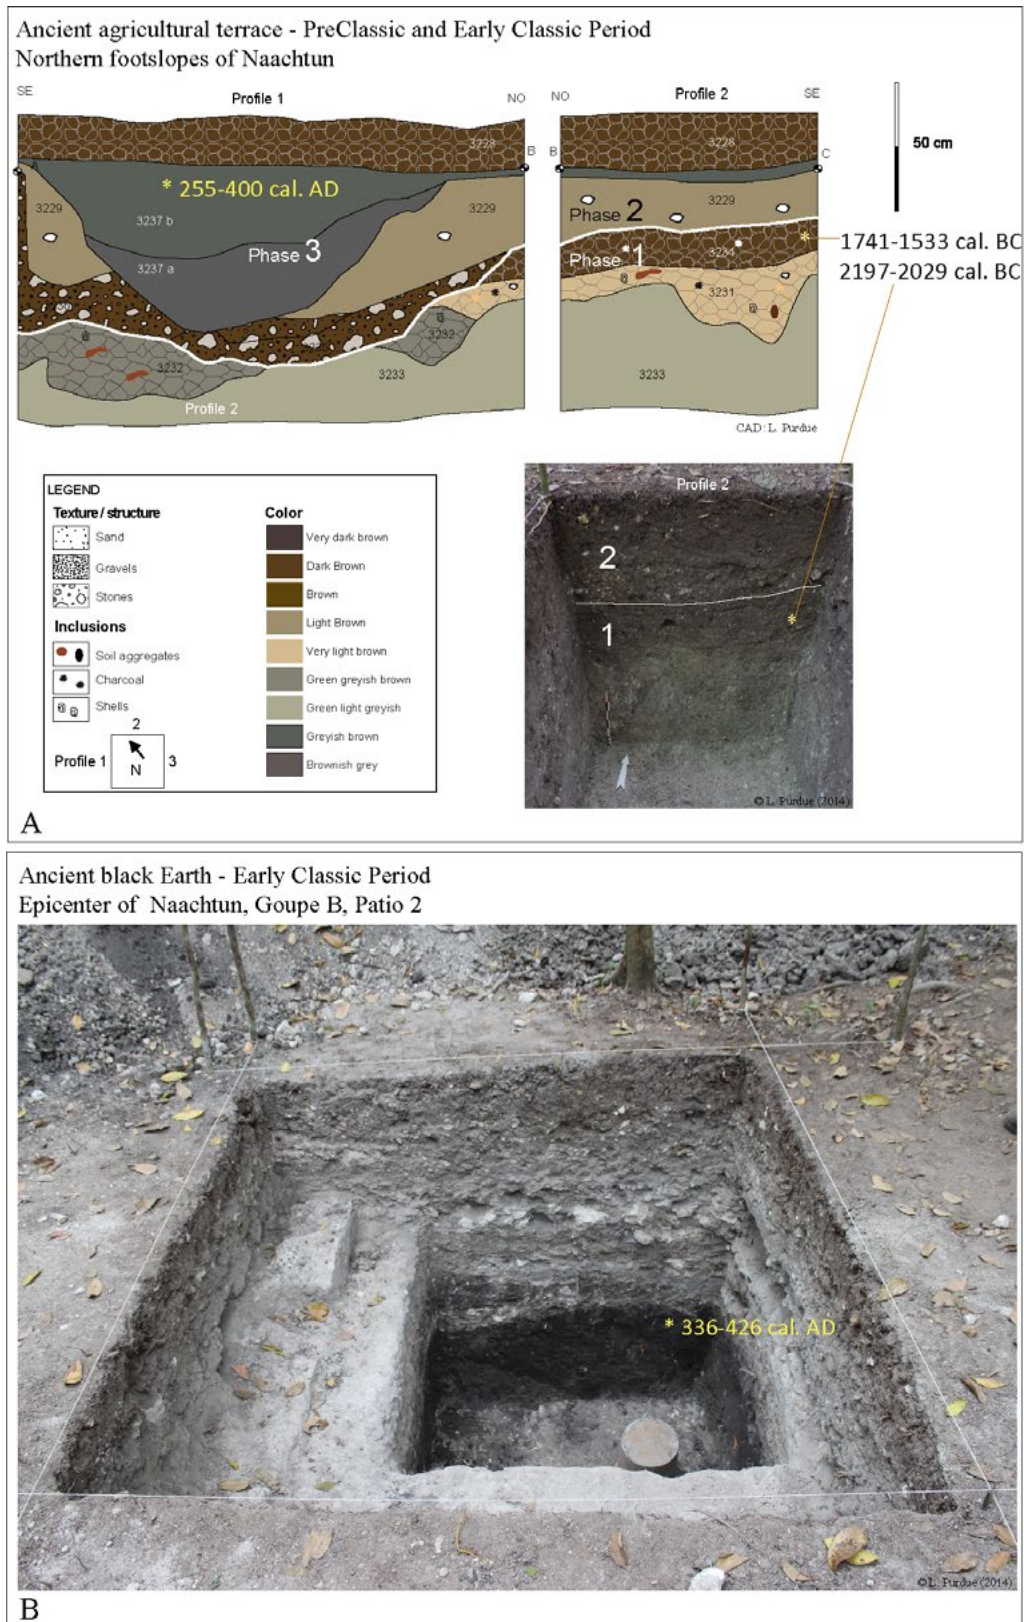 Ancient agricultural terrace - PreClassic and Early Classic Period
Northern footslopes of Naachtun
SE
Profile 1
NO
NO
Profile 2
SE
50 cm
3228
B
B
3228
C
* 255-400 cal. AD
3229
3237 b
3229
Phase 3
3237 a
3229
Phase 2
3234
Phase 1
1741-1533 cal. BC
2197-2029 cal. BC
3231
3232
3232
3233
3233
Profile 2
CAD: L. Purdue
LEGEND
Texture / structure
Sand
Gravels
Stones
Inclusions
Soil aggregates
Charcoal
Shells
2
Profile 1
N
3
Color
Very dark brown
Dark Brown
Brown
Light Brown
Very light brown
Green greyish brown
Green light greyish
Greyish brown
Brownish grey
Profile 2
2
1
© L. Purdue (2014)
A
Ancient black Earth - Early Classic Period
Epicenter of Naachtun, Goupe B, Patio 2
* 336-426 cal. AD
© L. Purdue (2014)
B